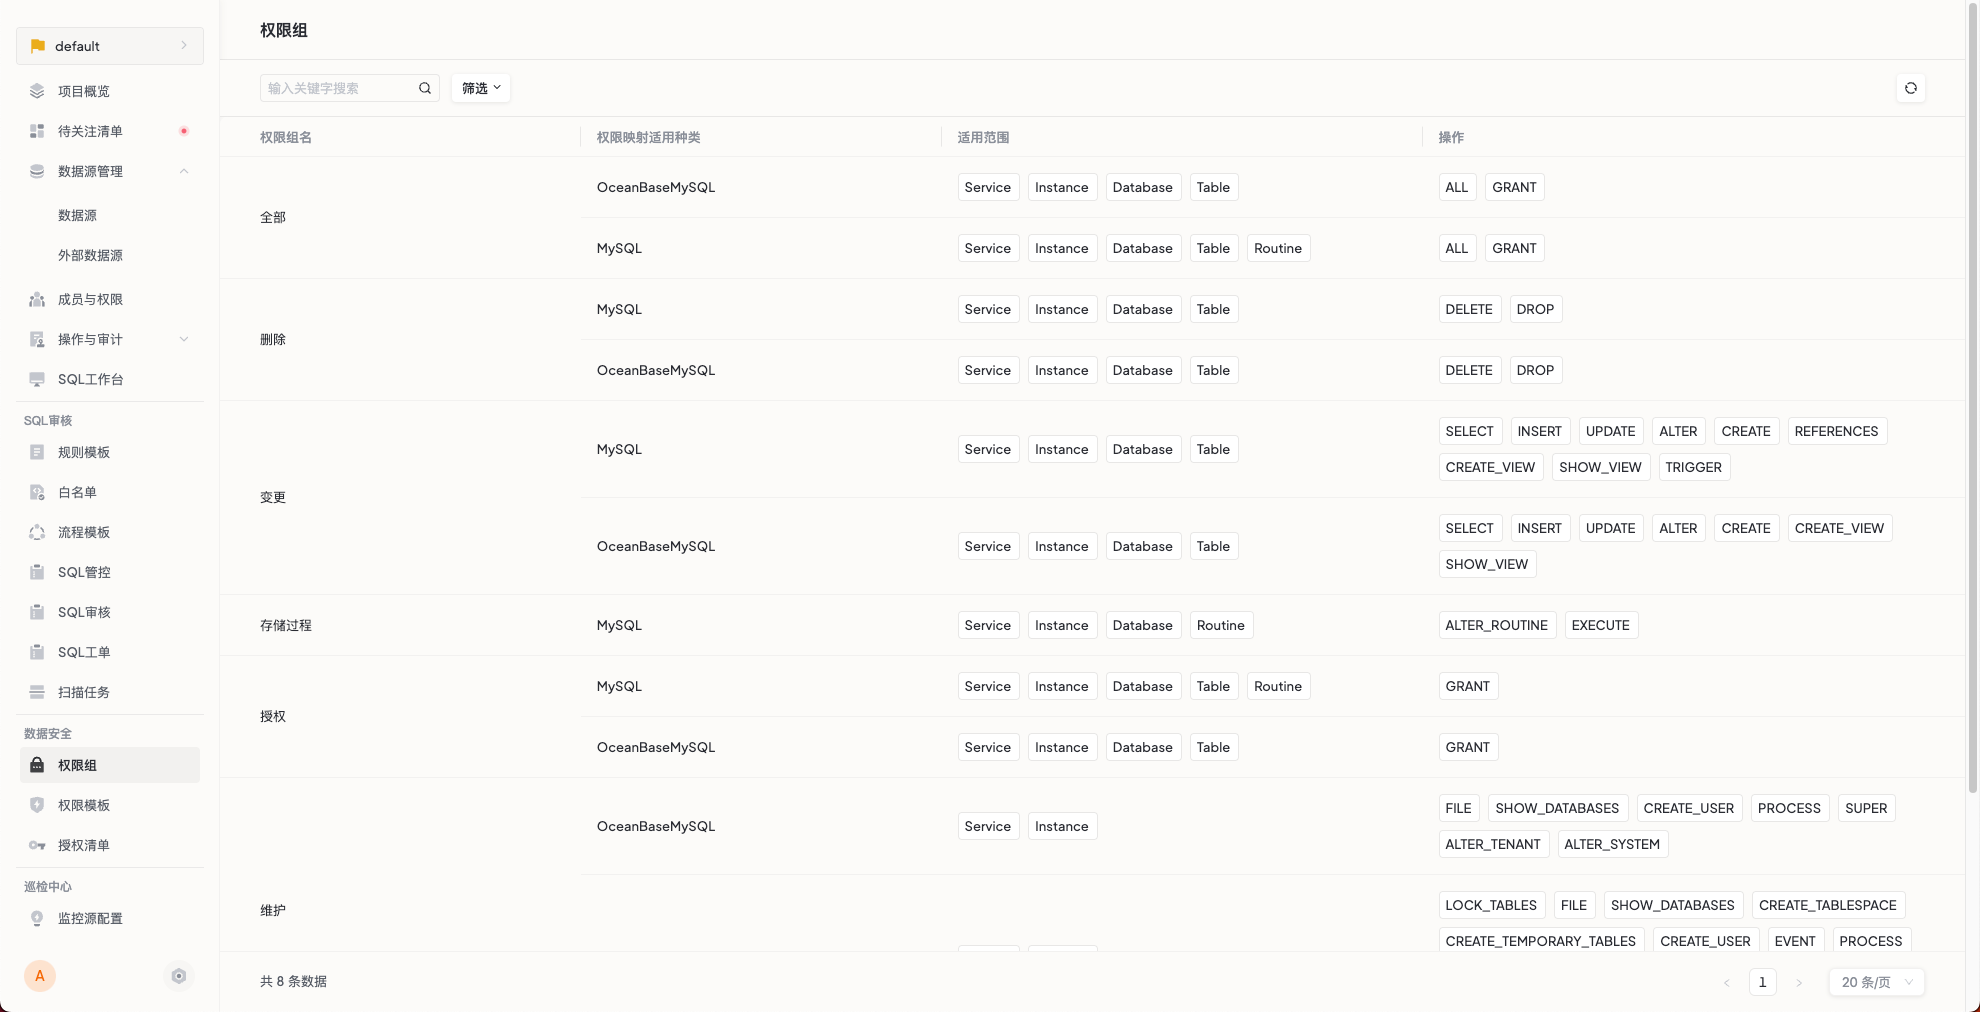 default
项目概览
待关注清单
数据源管理
数据源
外部数据源
成员与权限
操作与审计
SQL工作台
SQL审核
规则模板
白名单
流程模板
SQL管控
SQL审核
SQL工单
扫描任务
数据安全
权限组
权限模板
授权清单
巡检中心
监控源配置
A
权限组
输入关键字搜索 筛选
权限组名 权限映射适用种类 适用范围 操作
全部
OceanBaseMySQL Service Instance Database Table ALL GRANT
MySQL Service Instance Database Table Routine ALL GRANT
删除
MySQL Service Instance Database Table DELETE DROP
OceanBaseMySQL Service Instance Database Table DELETE DROP
变更
MySQL Service Instance Database Table SELECT INSERT UPDATE ALTER CREATE REFERENCES
CREATE_VIEW SHOW_VIEW TRIGGER
OceanBaseMySQL Service Instance Database Table SELECT INSERT UPDATE ALTER CREATE CREATE_VIEW
SHOW_VIEW
存储过程 MySQL Service Instance Database Routine ALTER_ROUTINE EXECUTE
授权
MySQL Service Instance Database Table Routine GRANT
OceanBaseMySQL Service Instance Database Table GRANT
维护
OceanBaseMySQL Service Instance FILE SHOW_DATABASES CREATE_USER PROCESS SUPER
ALTER_TENANT ALTER_SYSTEM
LOCK_TABLES FILE SHOW_DATABASES CREATE_TABLESPACE
CREATE_TEMPORARY_TABLES CREATE_USER EVENT PROCESS
共 8 条数据 < 1 > 20 条/页